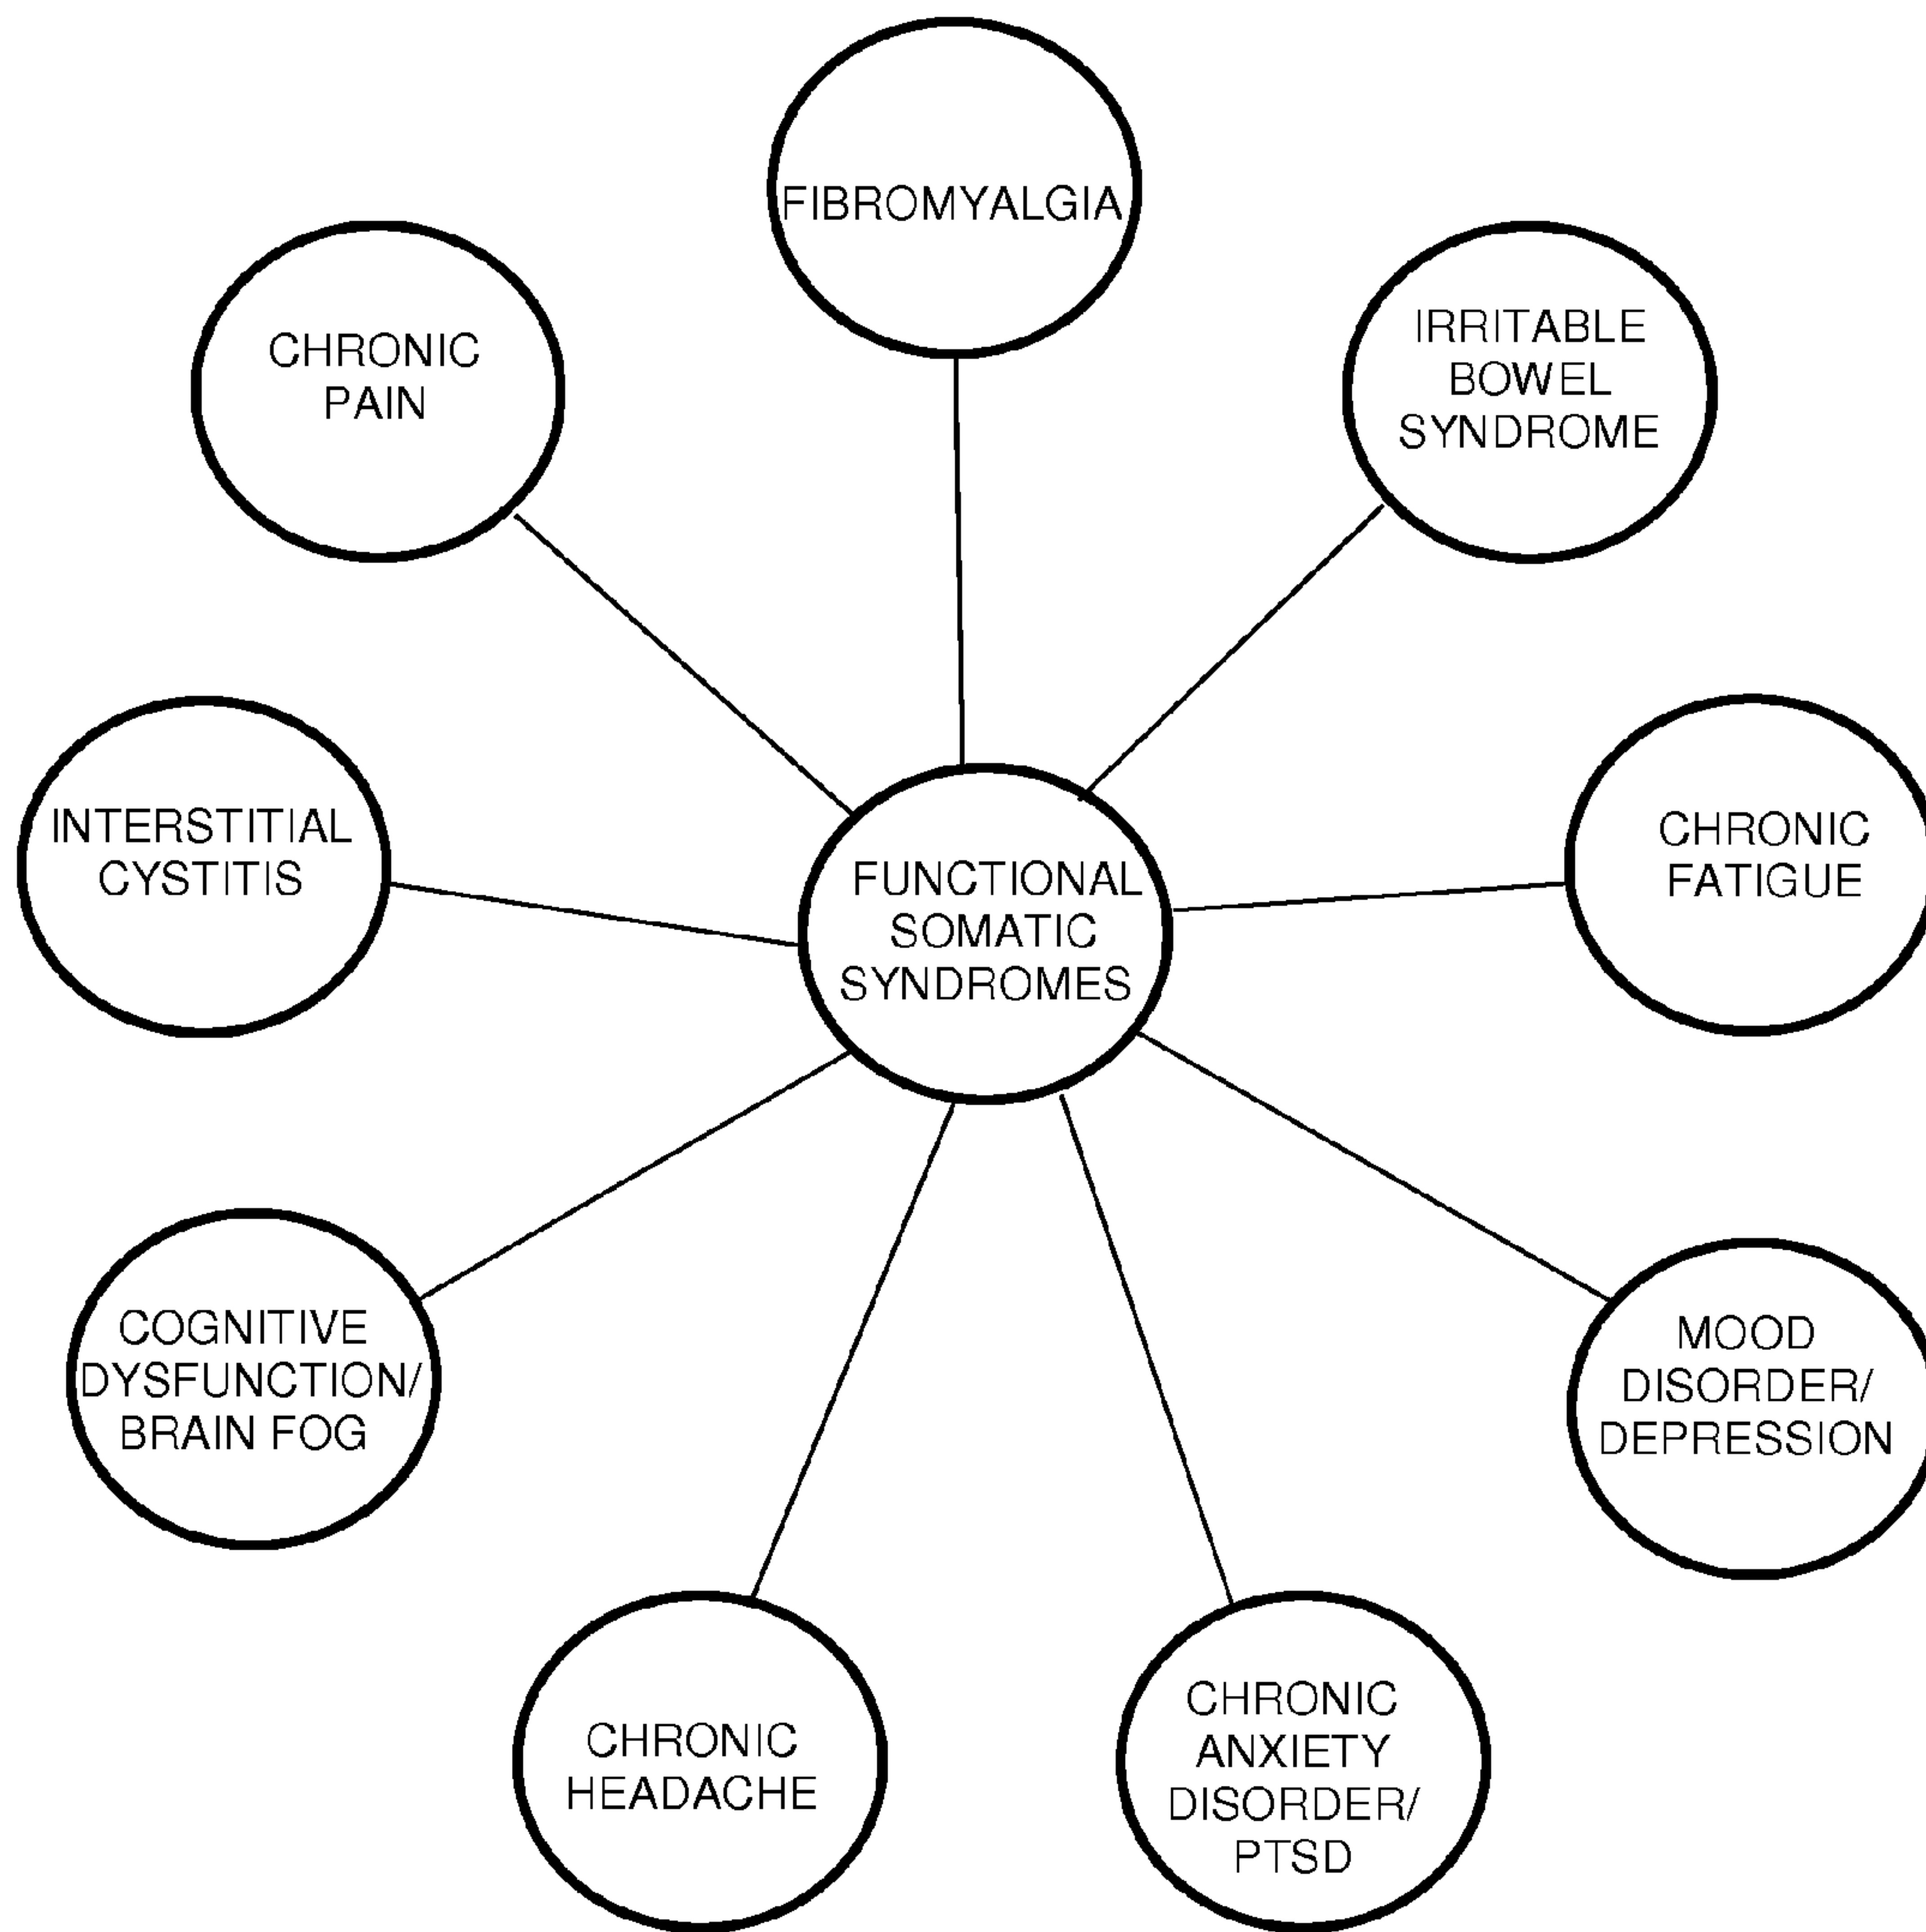 FIBROMYALGIA
CHRONIC
PAIN
IRRITABLE
BOWEL
SYNDROME
INTERSTITIAL
CYSTITIS
FUNCTIONAL
SOMATIC
SYNDROMES
CHRONIC
FATIGUE
COGNITIVE
DYSFUNCTION/
BRAIN FOG
MOOD
DISORDER/
DEPRESSION
CHRONIC
HEADACHE
CHRONIC
ANXIETY
DISORDER/
PTSD